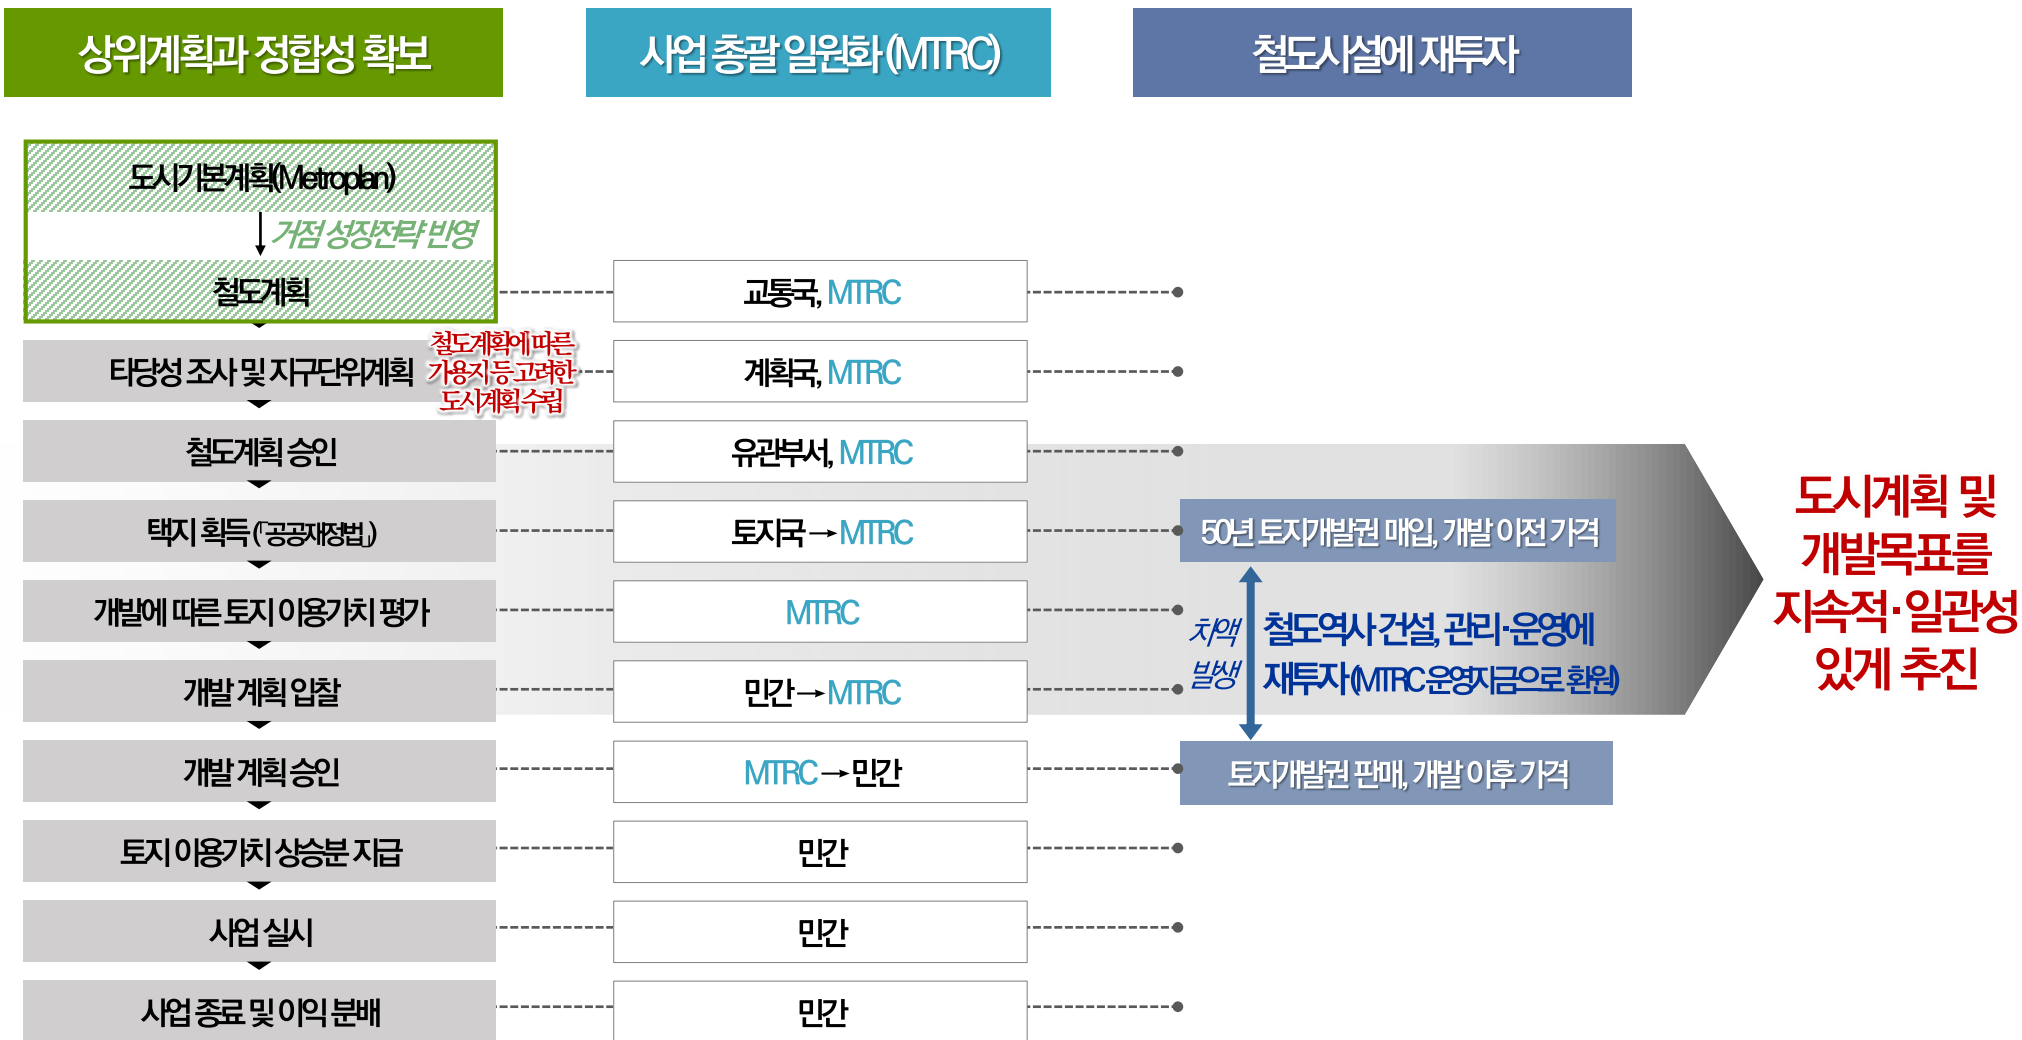 상위계획과 정합성 확보
사업 총괄 일원화 (MTRC)
철도시설에 재투자
도시기본계획(Metroplan)
거점 성장전략 반영
철도계획
교통국, MTRC
철도계획에 따른
가용지 등 고려한
도시계획 수립
타당성 조사 및 지구단위계획
계획국, MTRC
철도계획 승인
유관부서, MTRC
택지 획득 (「공공재정법」)
토지국→MTRC
50년 토지개발권 매입, 개발 이전 가격
개발에 따른 토지 이용가치 평가
MTRC
차액
발생
철도역사 건설, 관리·운영에
재투자 (MTRC 운영자금으로 환원)
개발 계획 입찰
민간→MTRC
개발 계획 승인
MTRC→민간
토지개발권 판매, 개발 이후 가격
토지 이용가치 상승분 지급
민간
사업 실시
민간
사업 종료 및 이익 분배
민간
도시계획 및
개발목표를
지속적·일관성
있게 추진